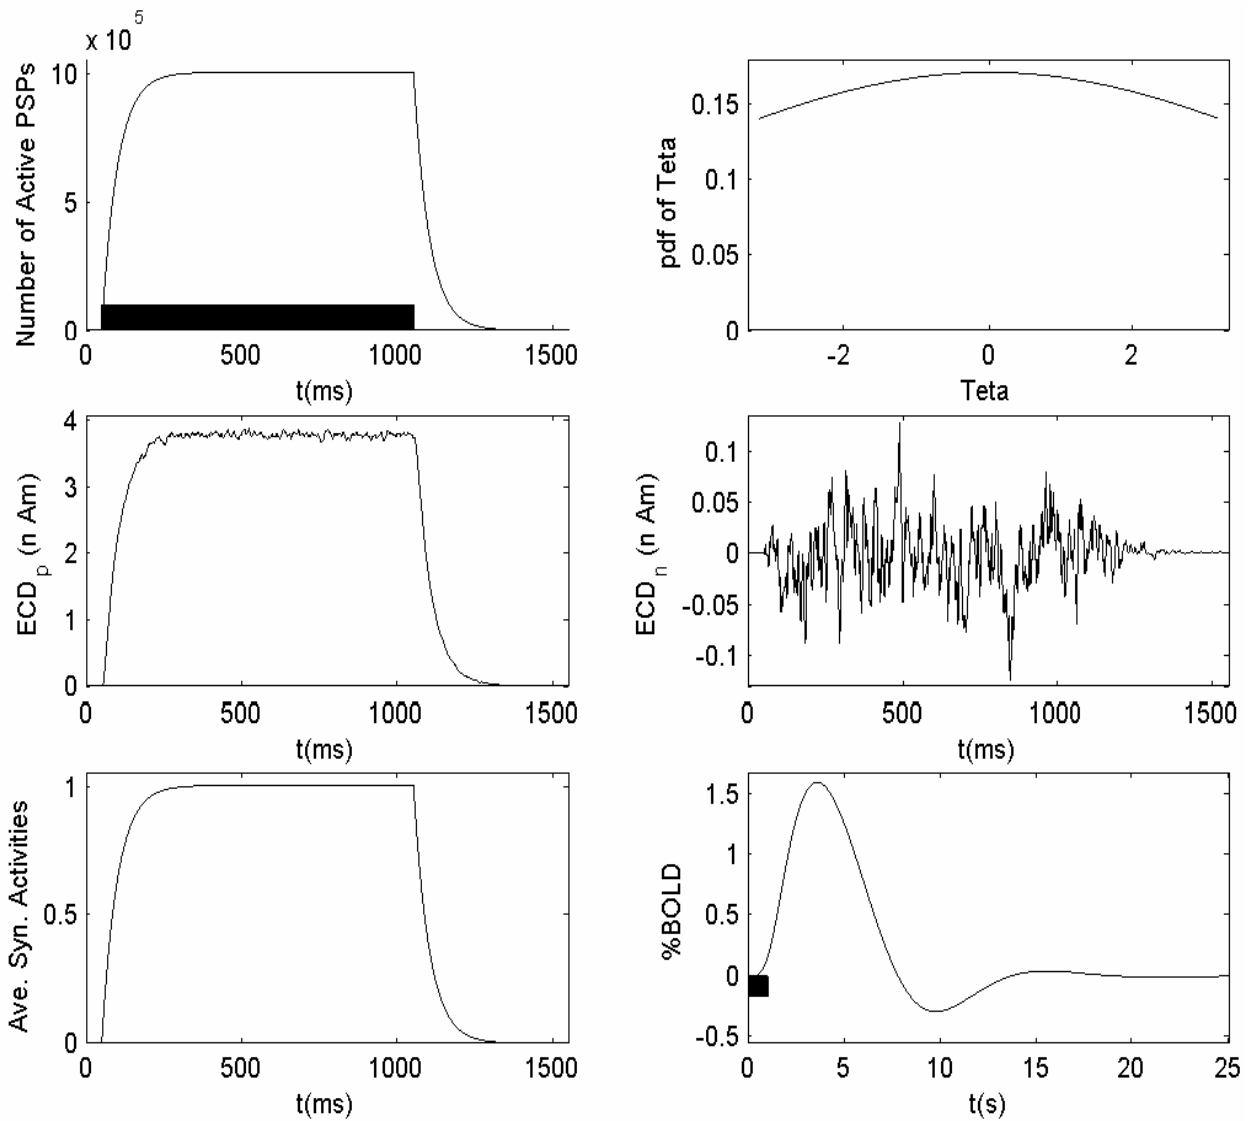 x 10^5
Number of Active PSPs
10
5
0
0 500 1000 1500
t(ms)
pdf of Teta
0.15
0.1
0.05
0
-2 0 2
Teta
ECD_p (n Am)
4
3
2
1
0
0 500 1000 1500
t(ms)
ECD_n (n Am)
0.1
0.05
0
-0.05
-0.1
0 500 1000 1500
t(ms)
Ave. Syn. Activities
1
0.5
0
0 500 1000 1500
t(ms)
%BOLD
1.5
1
0.5
0
-0.5
0 5 10 15 20 25
t(s)